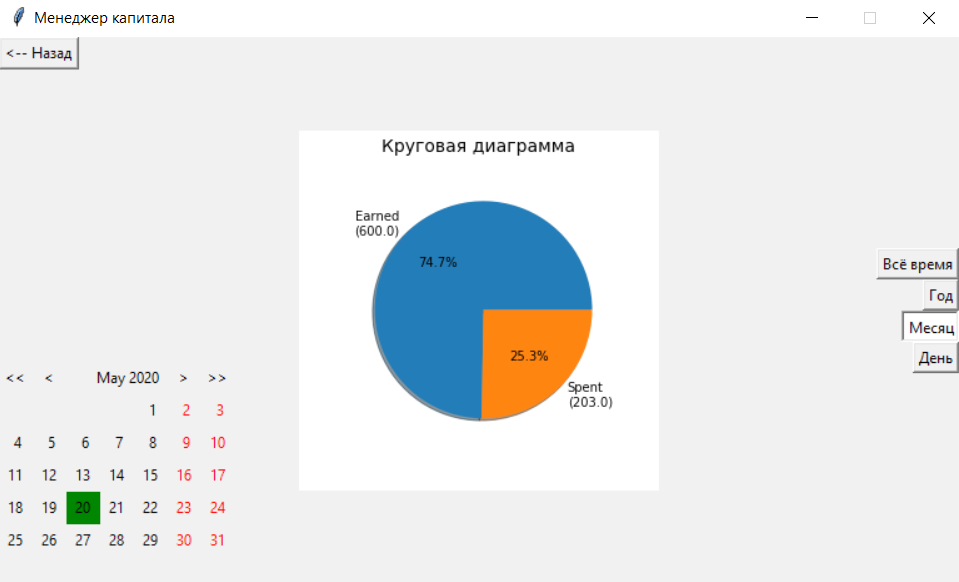 Менеджер капитала
<-- Назад
Круговая диаграмма
Earned
(600.0)
74.7%
25.3%
Spent
(203.0)
Всё время
Год
Месяц
День
<< < May 2020 > >>
1 2 3
4 5 6 7 8 9 10
11 12 13 14 15 16 17
18 19 20 21 22 23 24
25 26 27 28 29 30 31